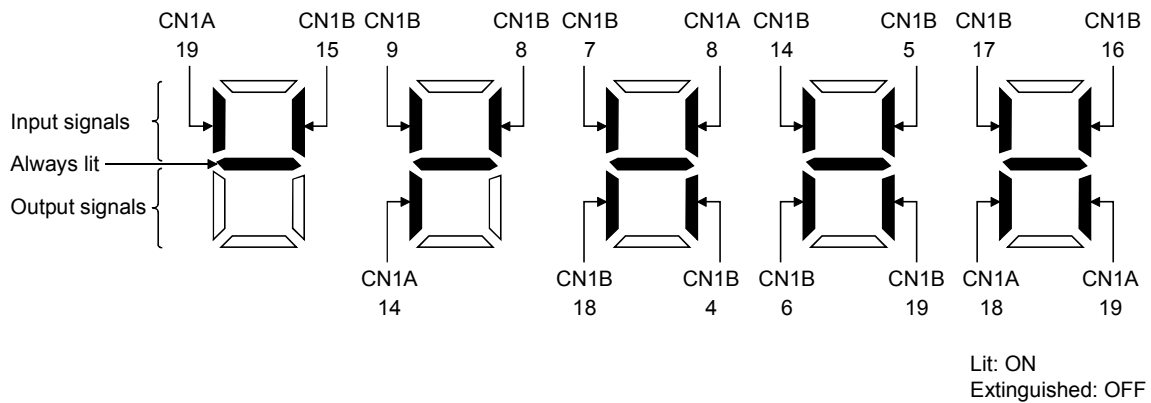 CN1A CN1B CN1B CN1B CN1B CN1A CN1B CN1B CN1B CN1B
19 15 9 8 7 8 14 5 17 16
Input signals
Always lit
Output signals
CN1A CN1B CN1B CN1B CN1B CN1A CN1A
14 18 4 6 19 18 19
Lit: ON
Extinguished: OFF